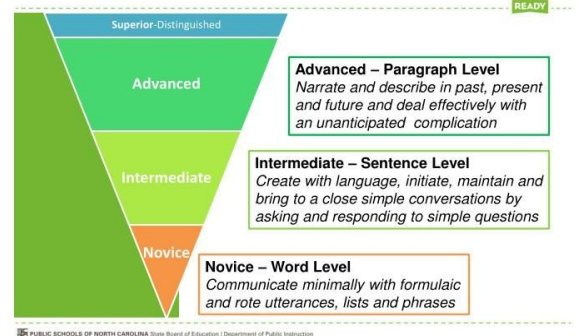 READY
Superior-Distinguished
Advanced
Advanced – Paragraph Level
Narrate and describe in past, present
and future and deal effectively with
an unanticipated complication
Intermediate
Intermediate – Sentence Level
Create with language, initiate, maintain and
bring to a close simple conversations by
asking and responding to simple questions
Novice
Novice – Word Level
Communicate minimally with formulaic
and rote utterances, lists and phrases
PUBLIC SCHOOLS OF NORTH CAROLINA State Board of Education | Department of Public Instruction